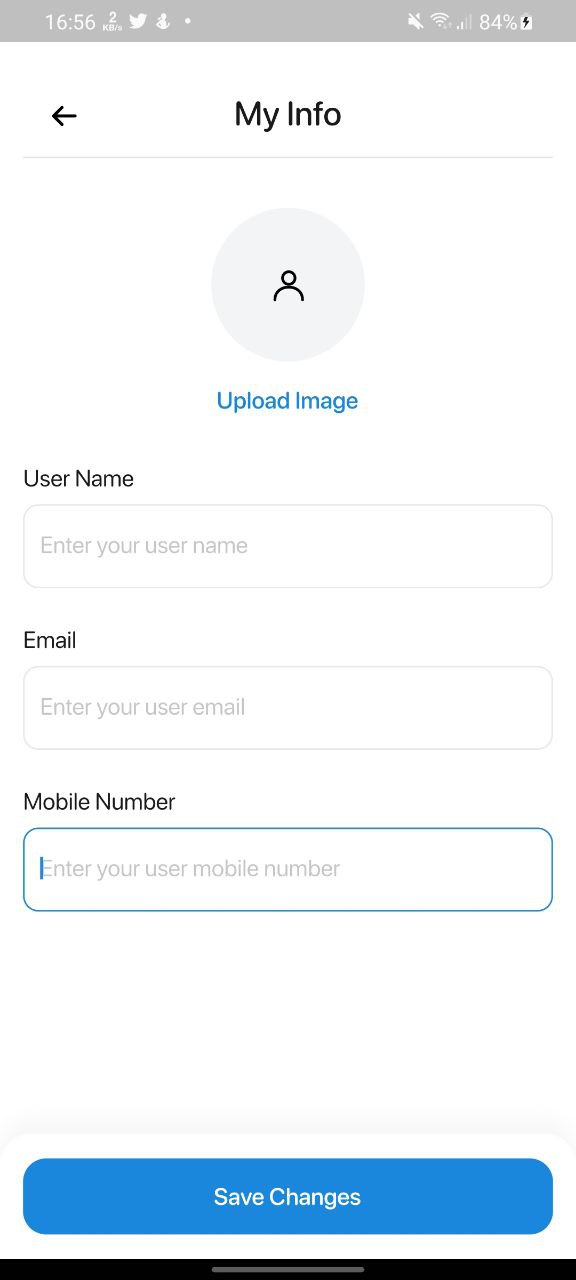 16:56 2 KB/s 84%
My Info
Upload Image
User Name
Enter your user name
Email
Enter your user email
Mobile Number
Enter your user mobile number
Save Changes